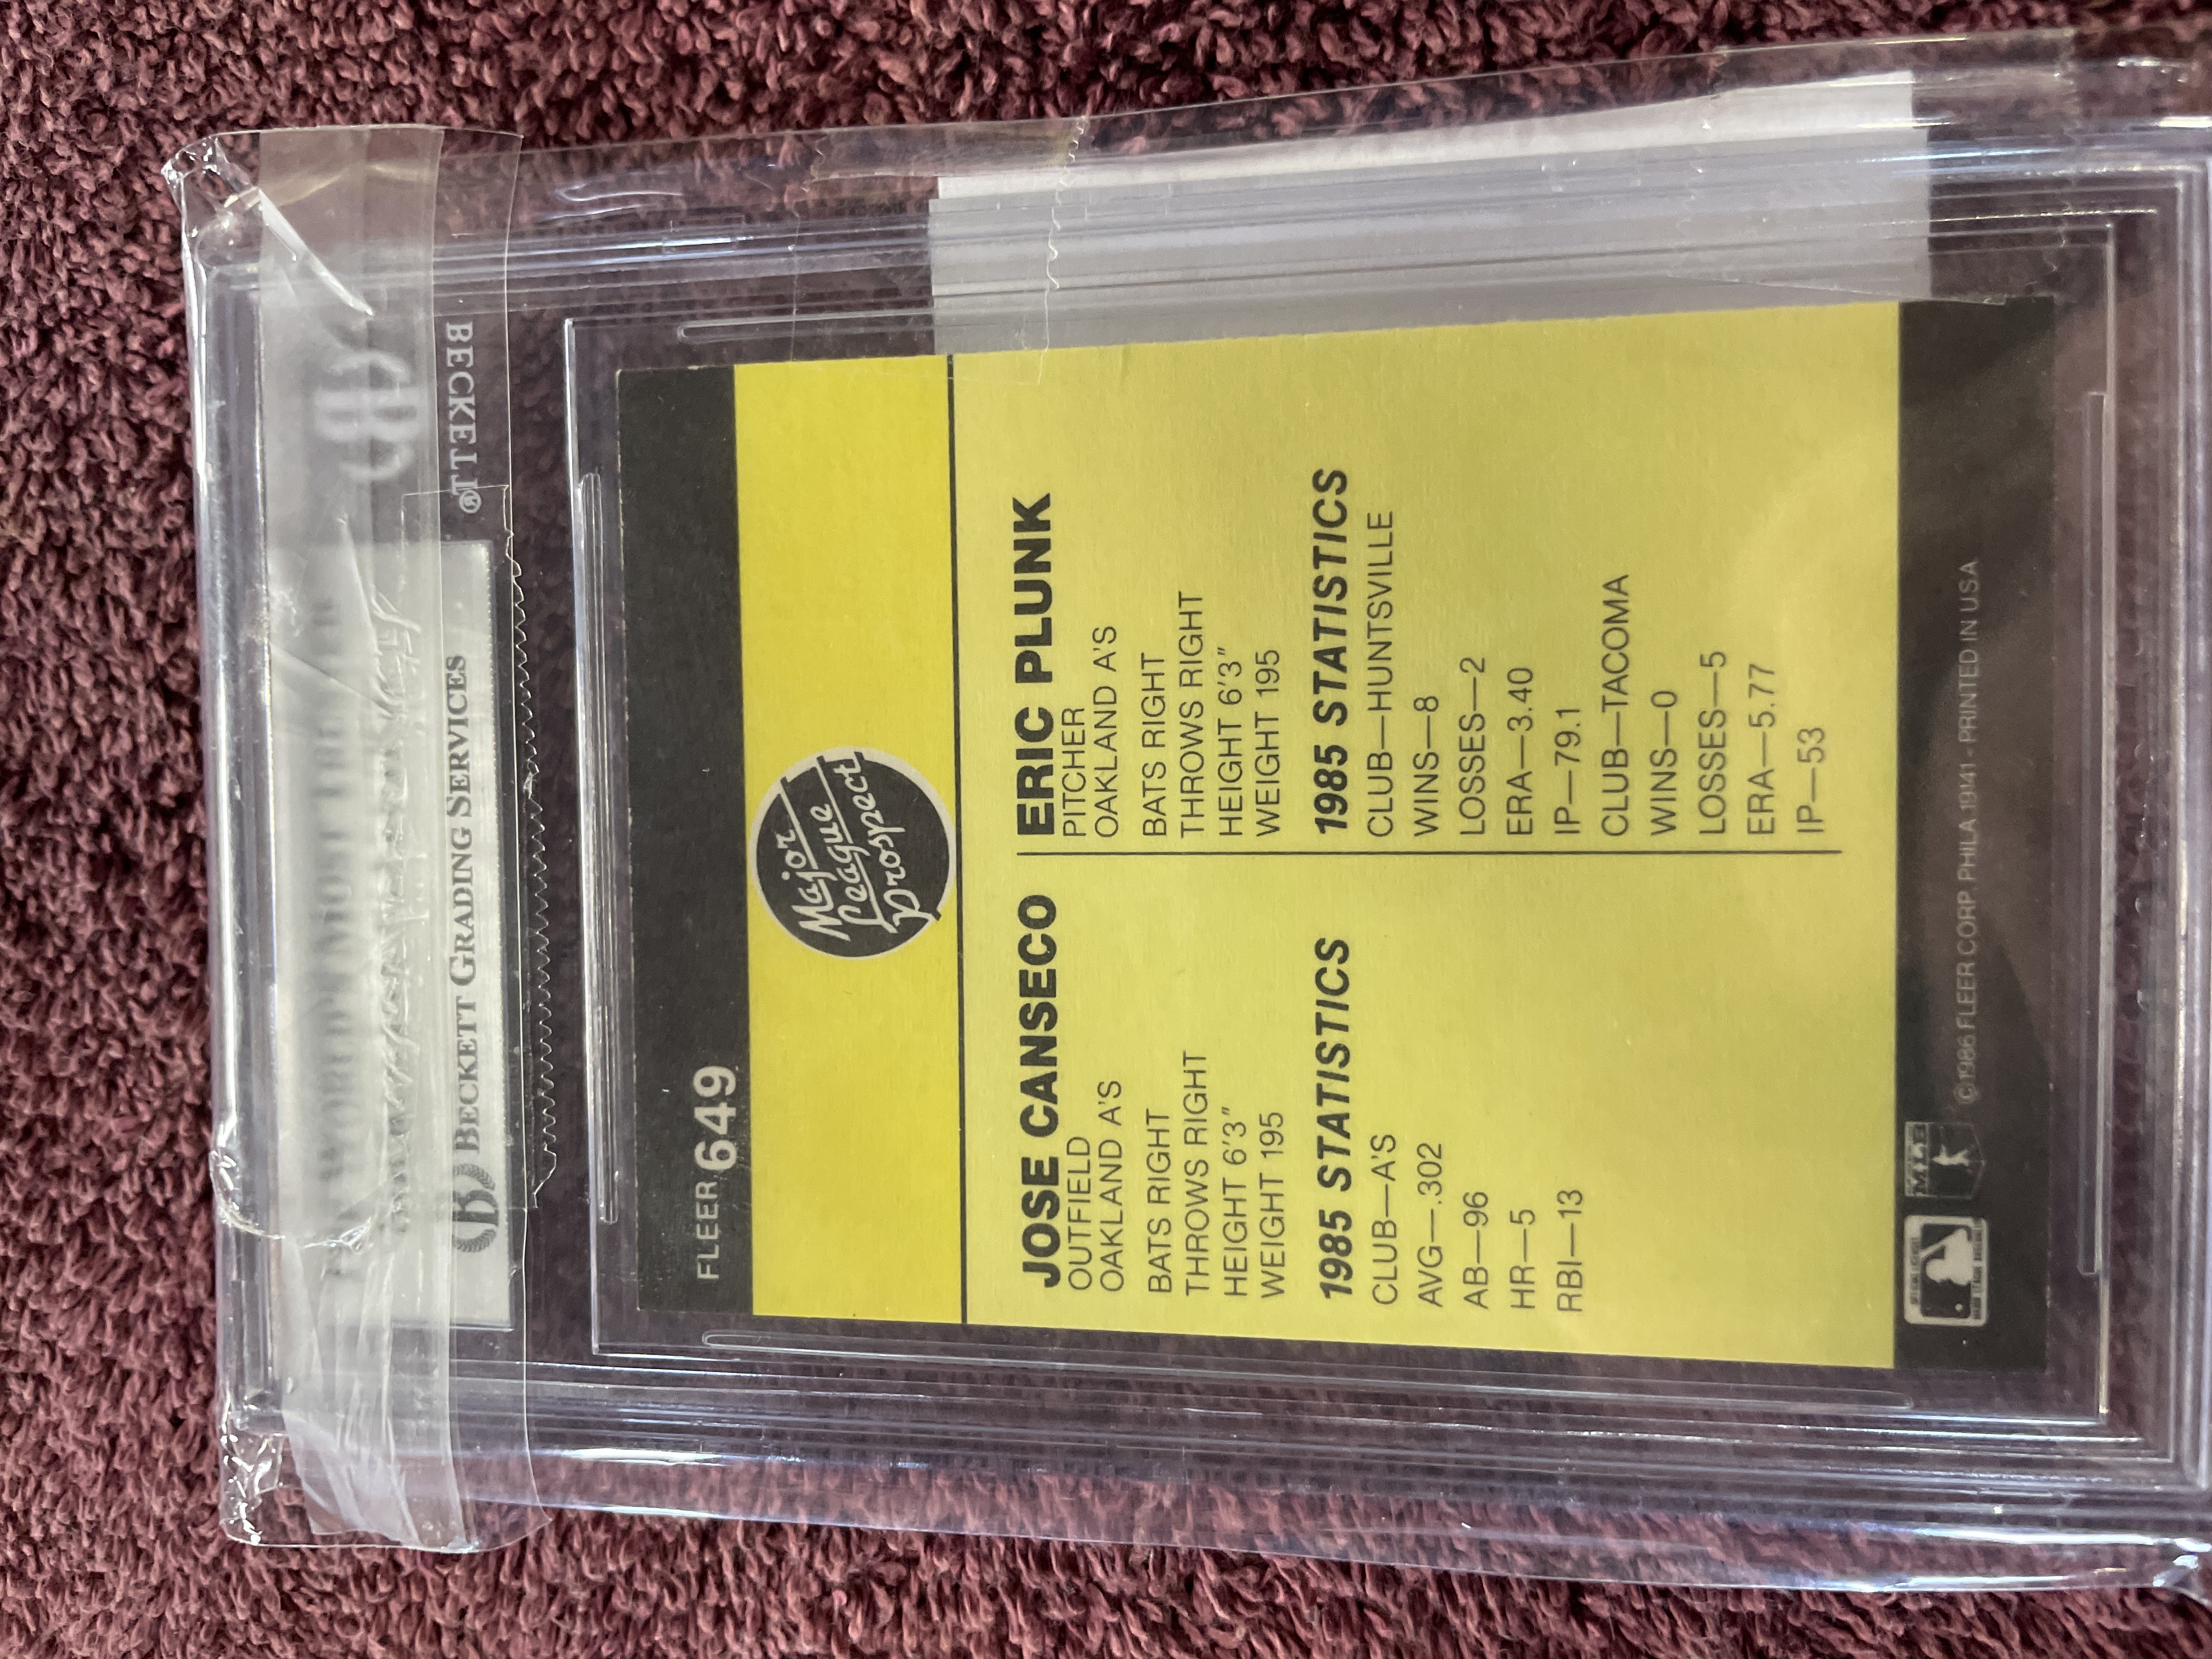 BECKETT®
BECKETT GRADING SERVICES
FLEER 649
Major
League
Prospect
JOSE CANSECO
OUTFIELD
OAKLAND A'S
BATS RIGHT
THROWS RIGHT
HEIGHT 6'3"
WEIGHT 195
1985 STATISTICS
CLUB—A'S
AVG—.302
AB—96
HR—5
RBI—13
ERIC PLUNK
PITCHER
OAKLAND A'S
BATS RIGHT
THROWS RIGHT
HEIGHT 6'3"
WEIGHT 195
1985 STATISTICS
CLUB—HUNTSVILLE
WINS—8
LOSSES—2
ERA—3.40
IP—79.1
CLUB—TACOMA
WINS—0
LOSSES—5
ERA—5.77
IP—53
©1986 FLEER CORP. PHILA 19141 - PRINTED IN USA